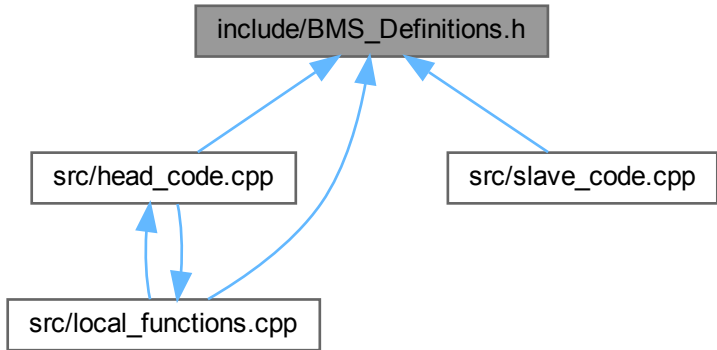 include/BMS_Definitions.h
src/head_code.cpp
src/slave_code.cpp
src/local_functions.cpp